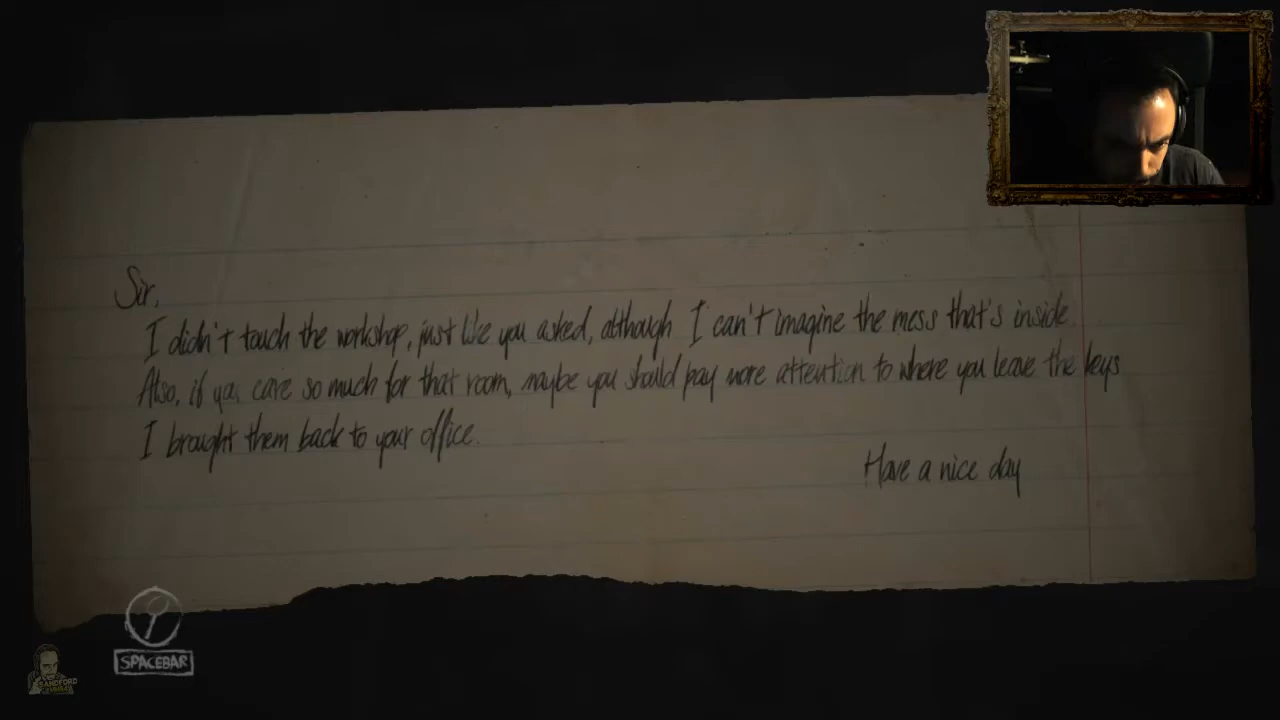 Sir,
I didn't touch the workshop, just like you asked, although I can't imagine the mess that's inside.
Also, if you care so much for that room, maybe you should pay more attention to where you leave the keys
I brought them back to your office.
Have a nice day
SPACEBAR
SANDFORD